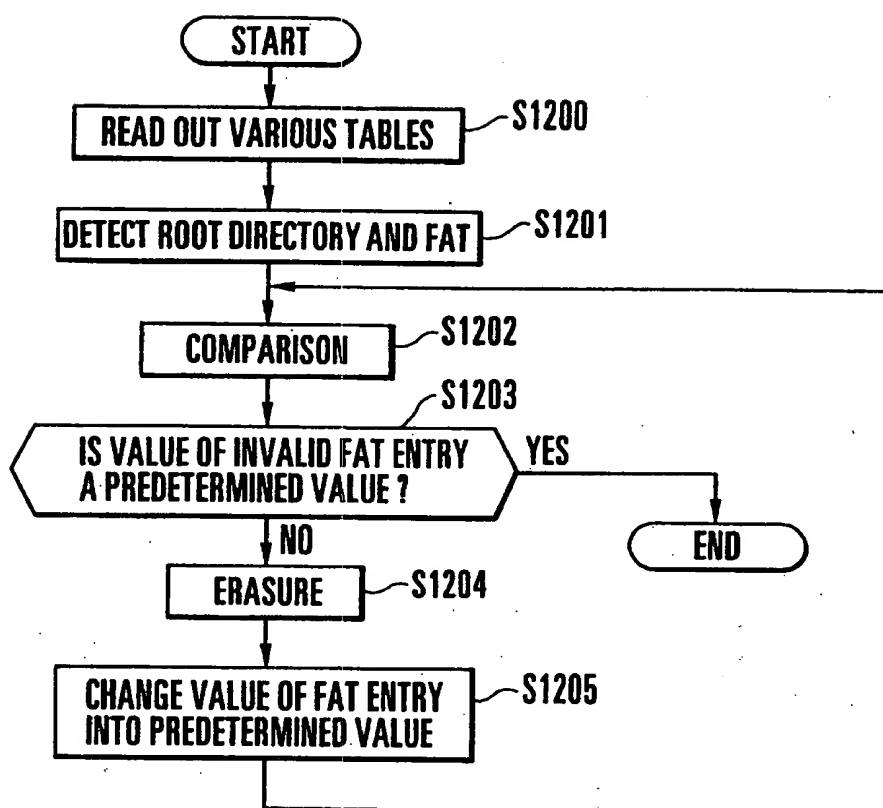 START
READ OUT VARIOUS TABLES
S1200
DETECT ROOT DIRECTORY AND FAT
S1201
COMPARISON
S1202
S1203
IS VALUE OF INVALID FAT ENTRY
A PREDETERMINED VALUE ?
YES
END
NO
ERASURE
S1204
CHANGE VALUE OF FAT ENTRY
INTO PREDETERMINED VALUE
S1205